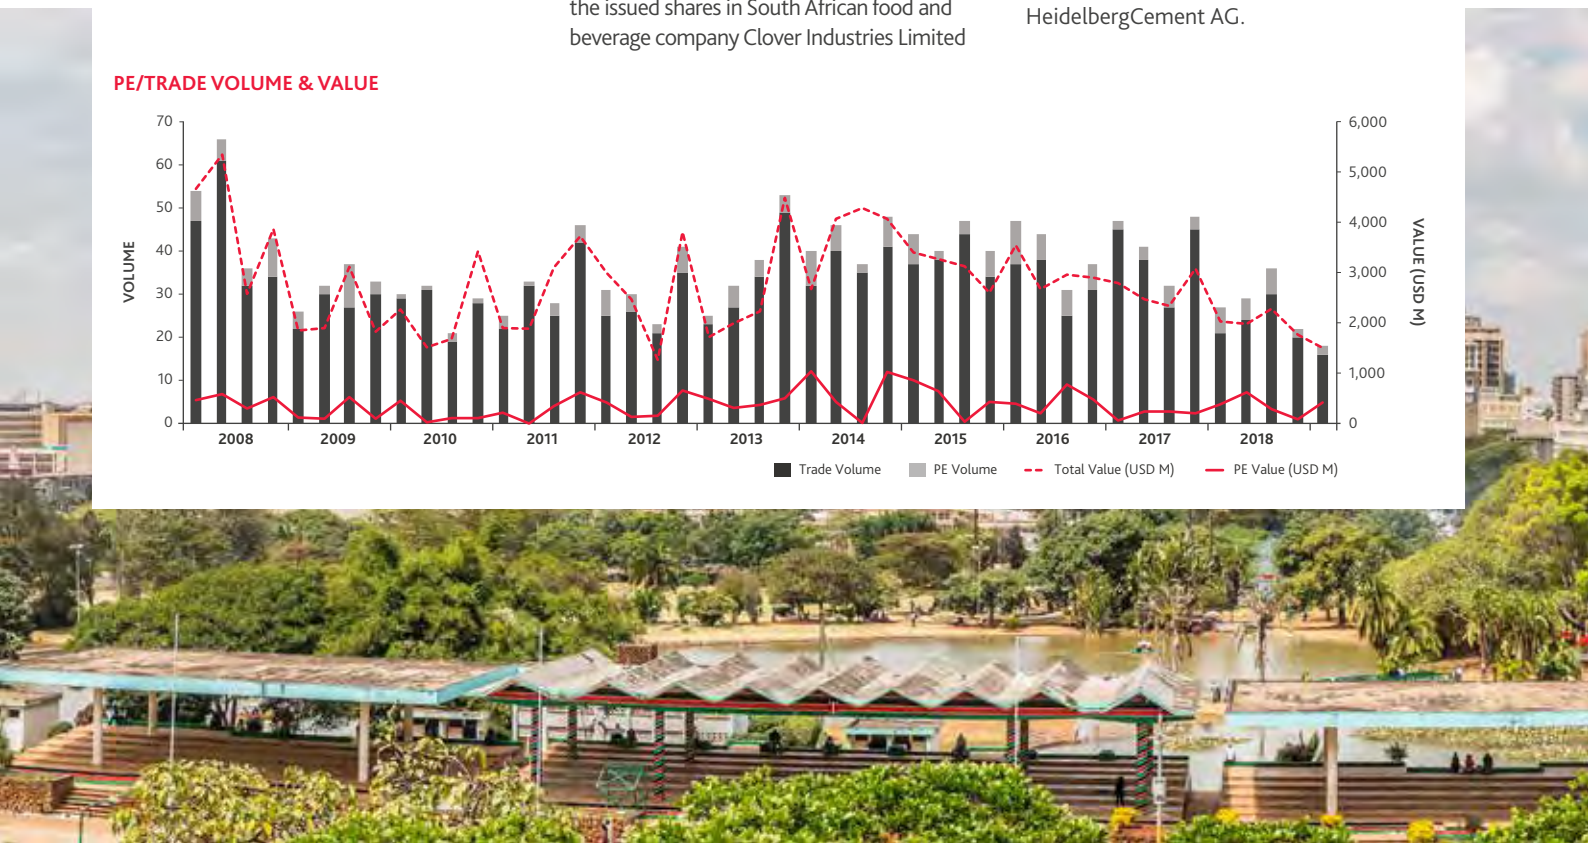 the issued shares in South African food and
beverage company Clover Industries Limited
HeidelbergCement AG.
PE/TRADE VOLUME & VALUE
70
60
50
40
30
20
10
0
VOLUME
6,000
5,000
4,000
3,000
2,000
1,000
0
VALUE (USD M)
2008 2009 2010 2011 2012 2013 2014 2015 2016 2017 2018
Trade Volume PE Volume Total Value (USD M) PE Value (USD M)